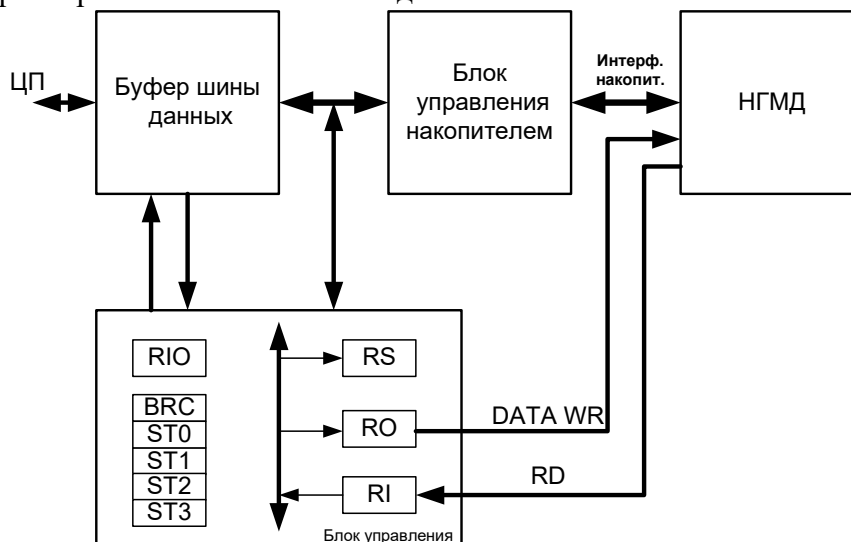 ЦП
Буфер шины
данных
Блок
управления
накопителем
Интерф.
накопит.
НГМД
RIO
RS
BRC
ST0
ST1
ST2
ST3
RO
DATA WR
RI
RD
Блок управления